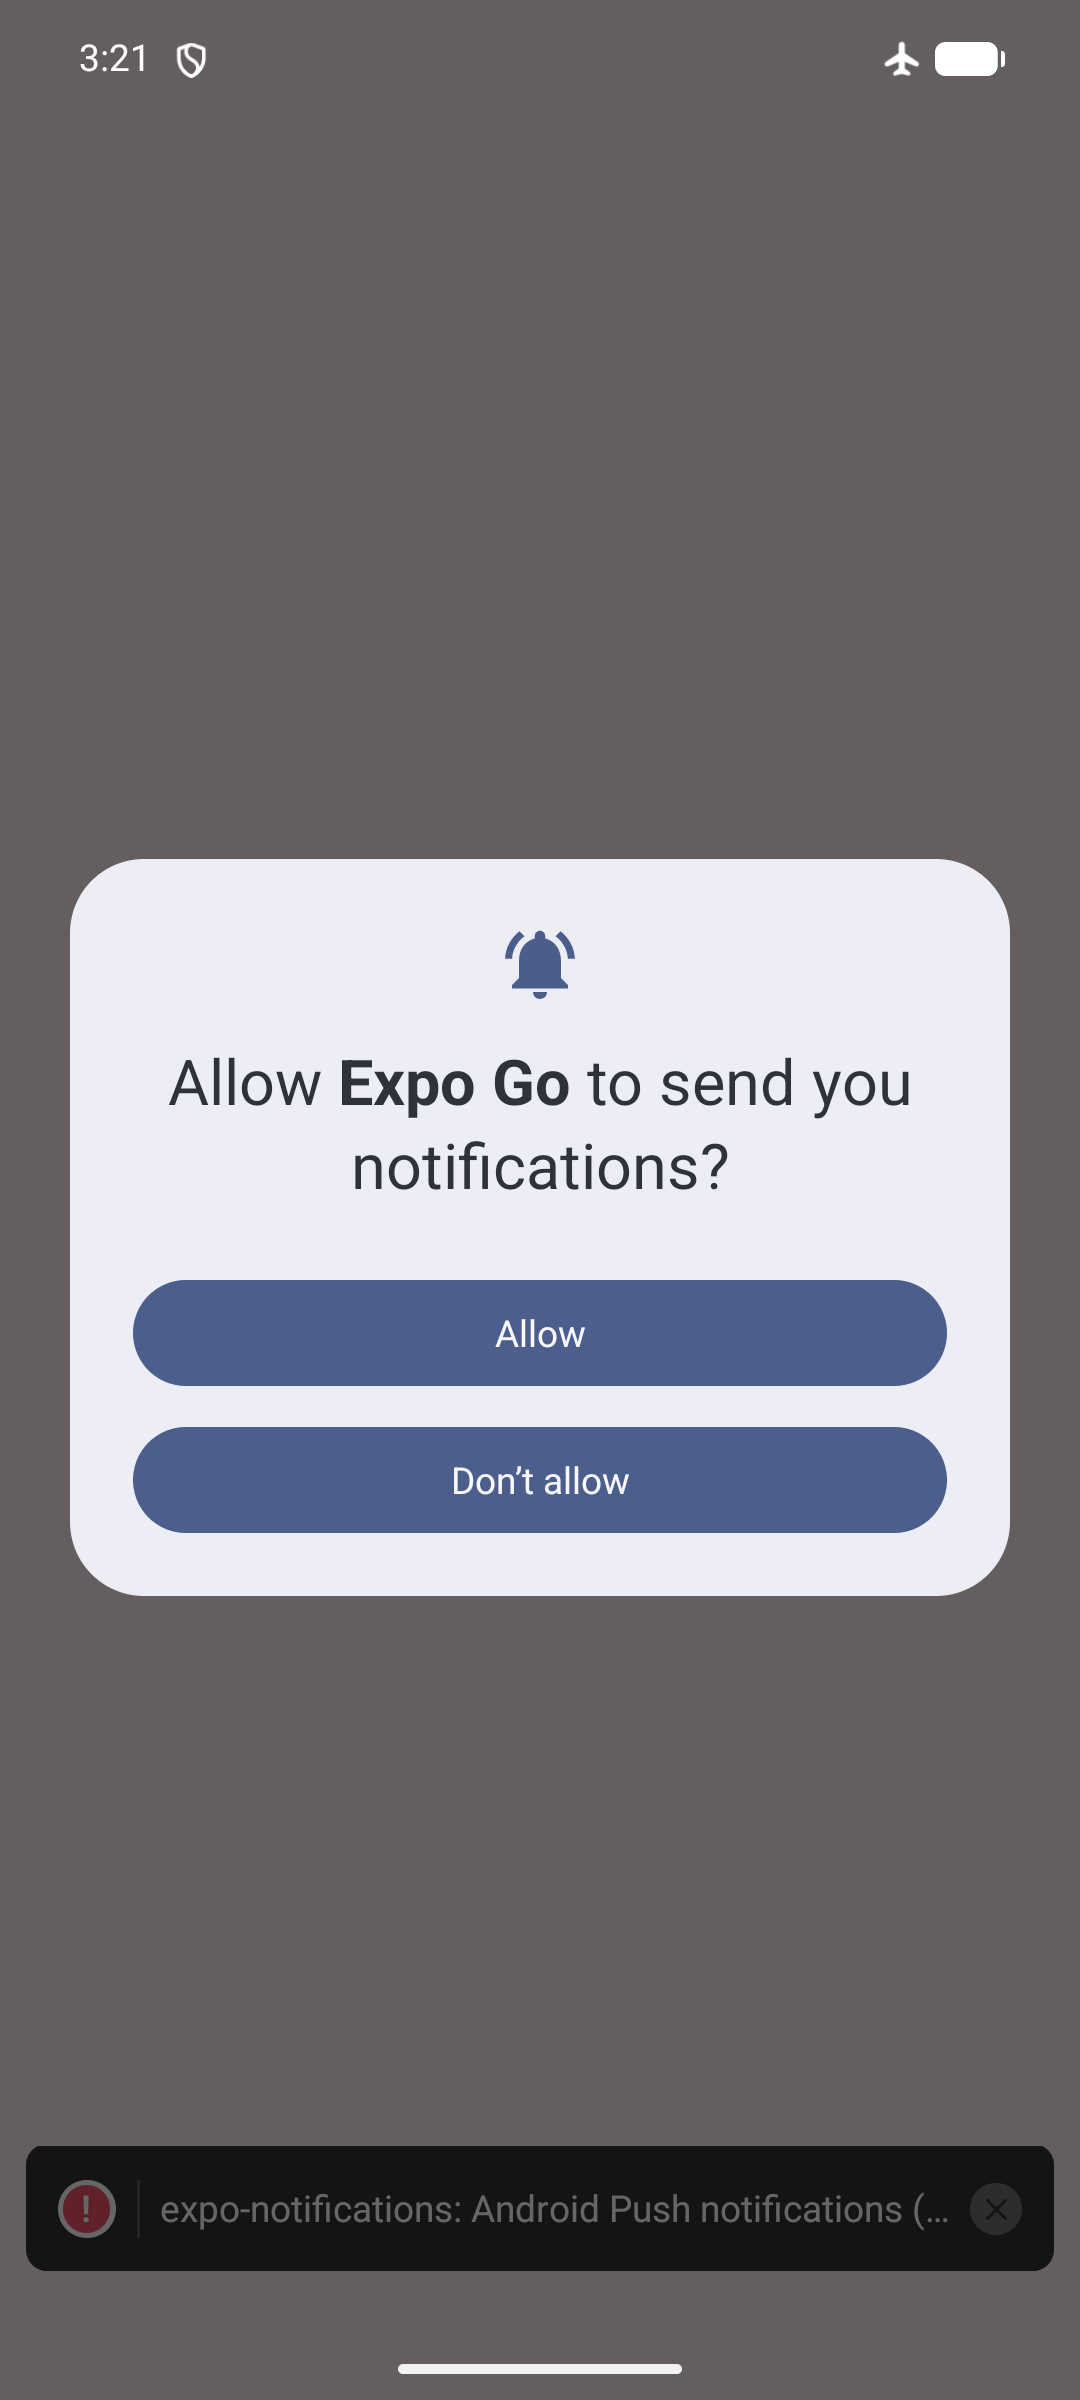 3:21
Allow Expo Go to send you
notifications?
Allow
Don’t allow
expo-notifications: Android Push notifications (…